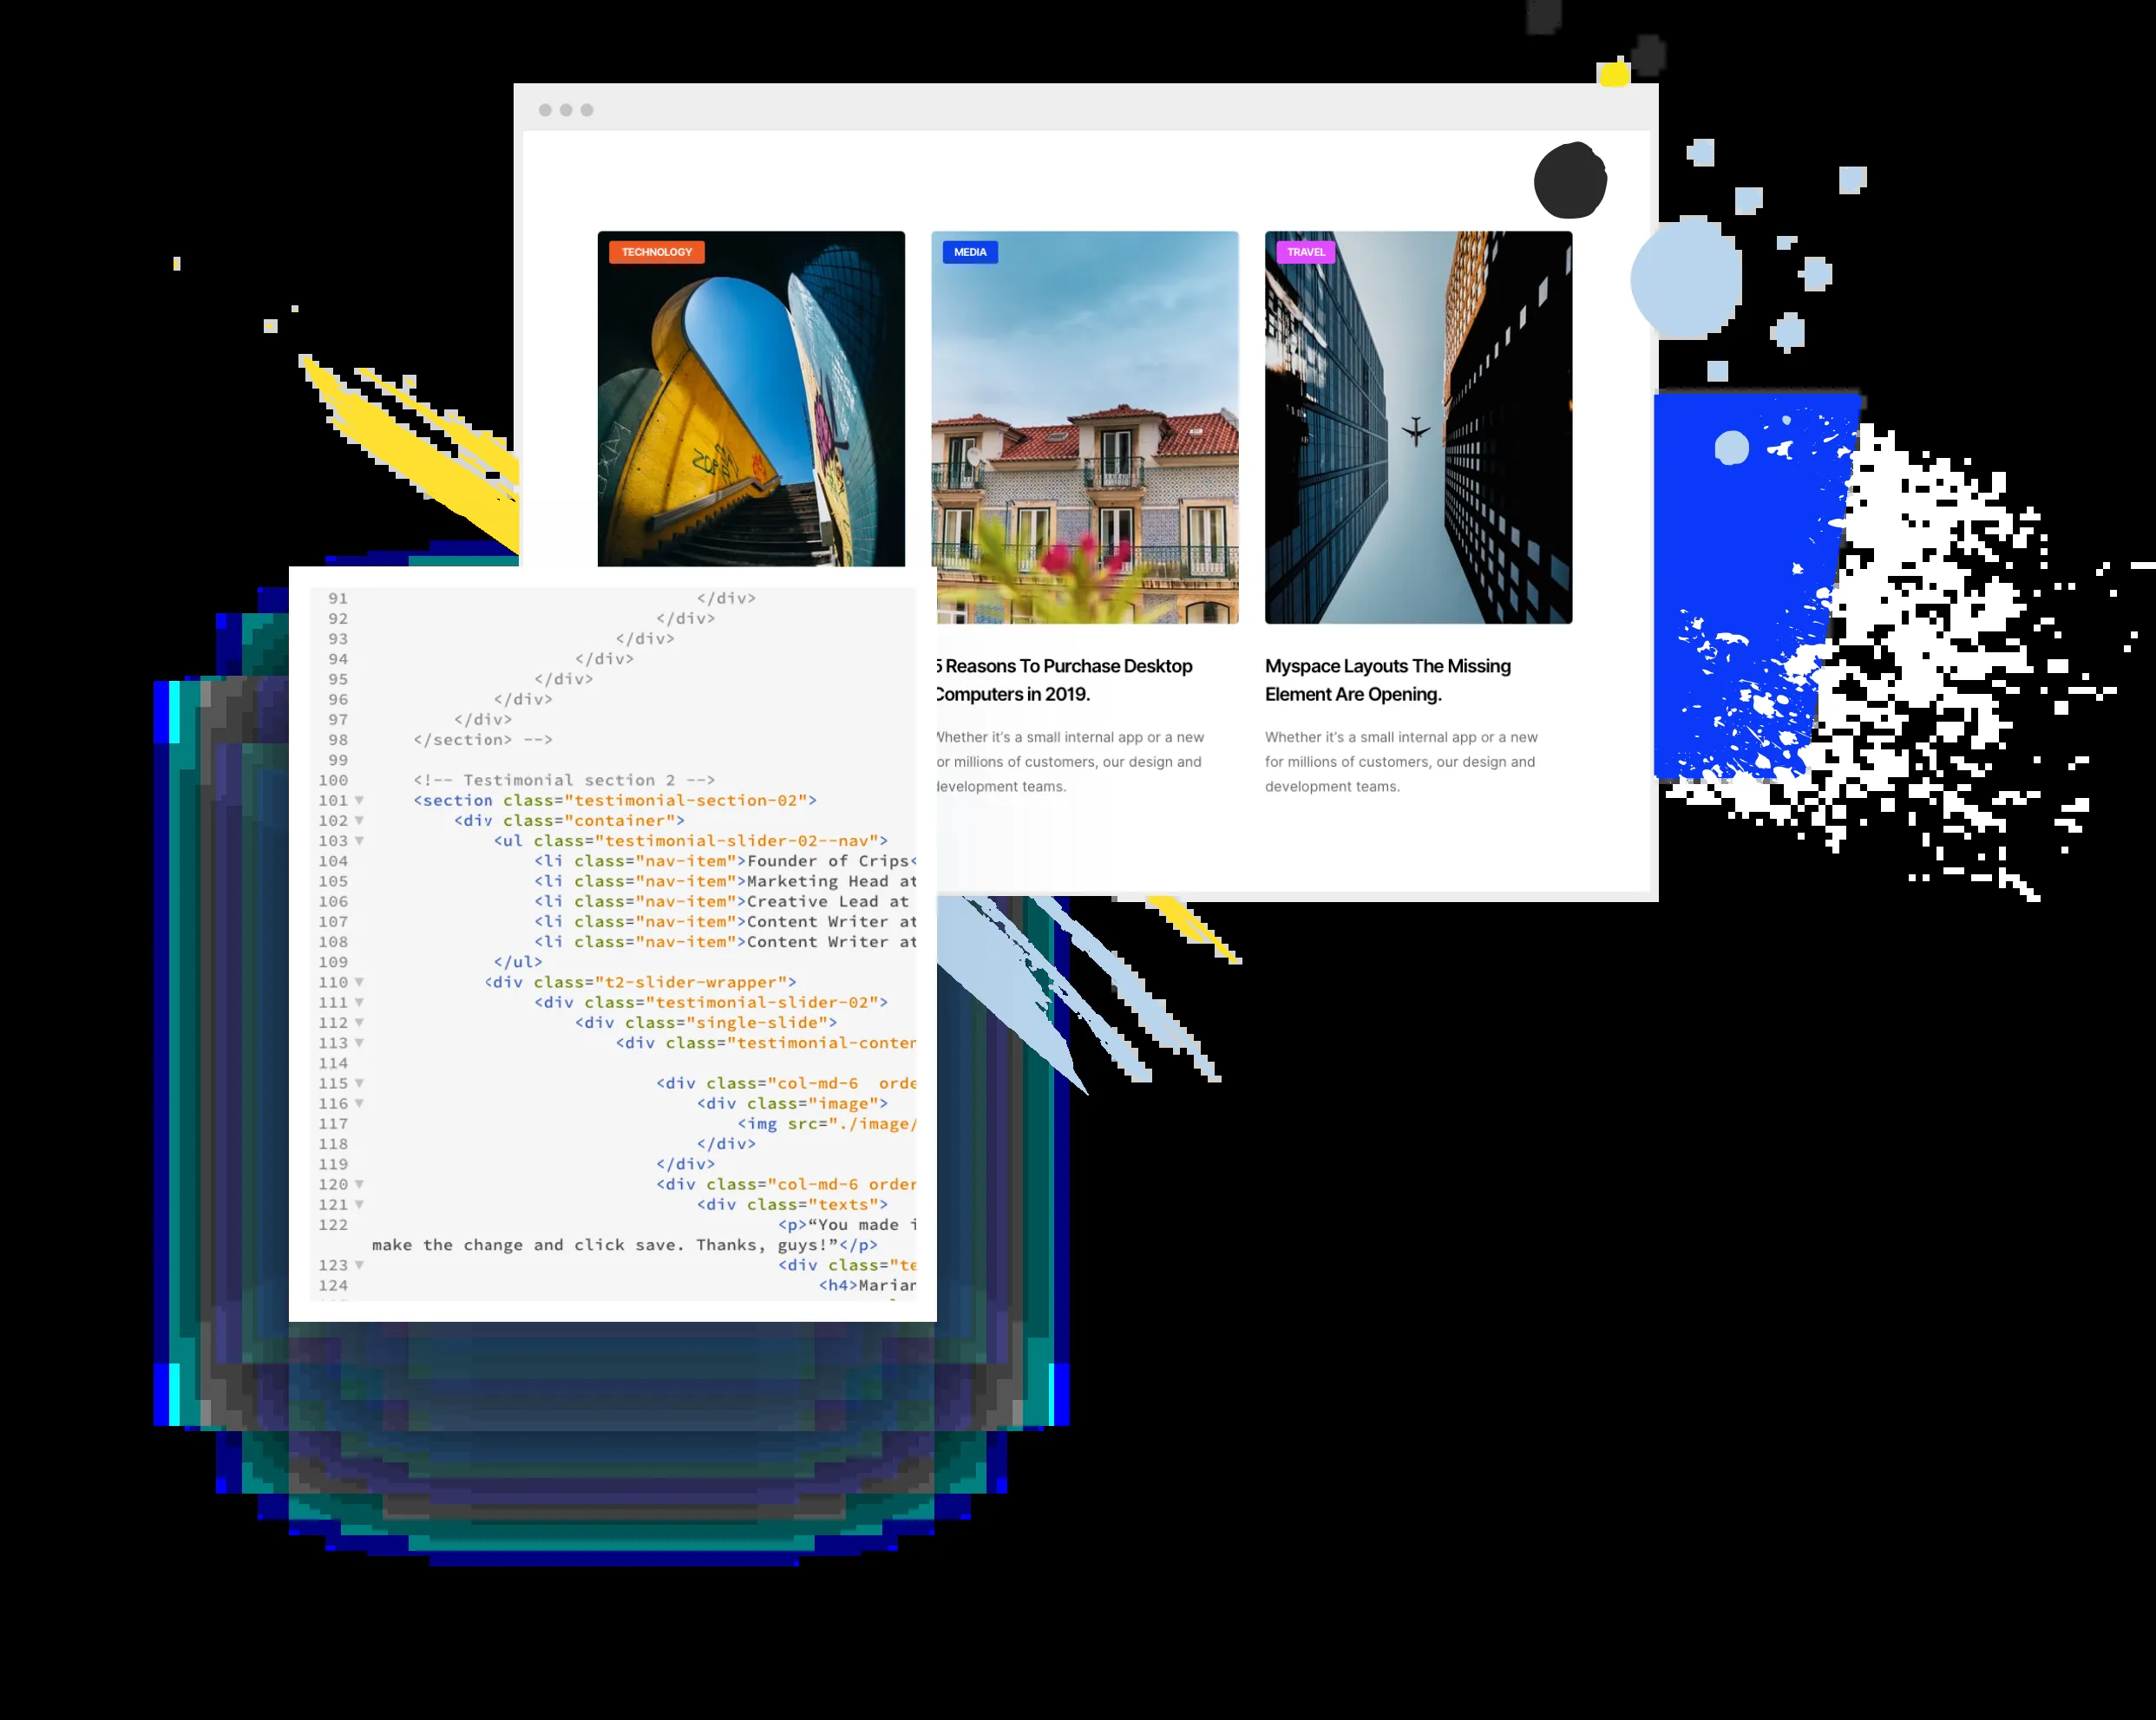 TECHNOLOGY
MEDIA
TRAVEL
5 Reasons To Purchase Desktop
Computers in 2019.
Whether it’s a small internal app or a new
or millions of customers, our design and
development teams.
Myspace Layouts The Missing
Element Are Opening.
Whether it’s a small internal app or a new
for millions of customers, our design and
development teams.
91 </div>
92 </div>
93 </div>
94 </div>
95 </div>
96 </div>
97 </div>
98 </section> -->
99
100 <!-- Testimonial section 2 -->
101 <section class="testimonial-section-02">
102 <div class="container">
103 <ul class="testimonial-slider-02--nav">
104 <li class="nav-item">Founder of Crips<
105 <li class="nav-item">Marketing Head at
106 <li class="nav-item">Creative Lead at
107 <li class="nav-item">Content Writer at
108 <li class="nav-item">Content Writer at
109 </ul>
110 <div class="t2-slider-wrapper">
111 <div class="testimonial-slider-02">
112 <div class="single-slide">
113 <div class="testimonial-conten
114
115 <div class="col-md-6  orde
116 <div class="image">
117 <img src="./image/
118 </div>
119 </div>
120 <div class="col-md-6 order
121 <div class="texts">
122 <p>“You made i
make the change and click save. Thanks, guys!”</p>
123 <div class="te
124 <h4>Marian